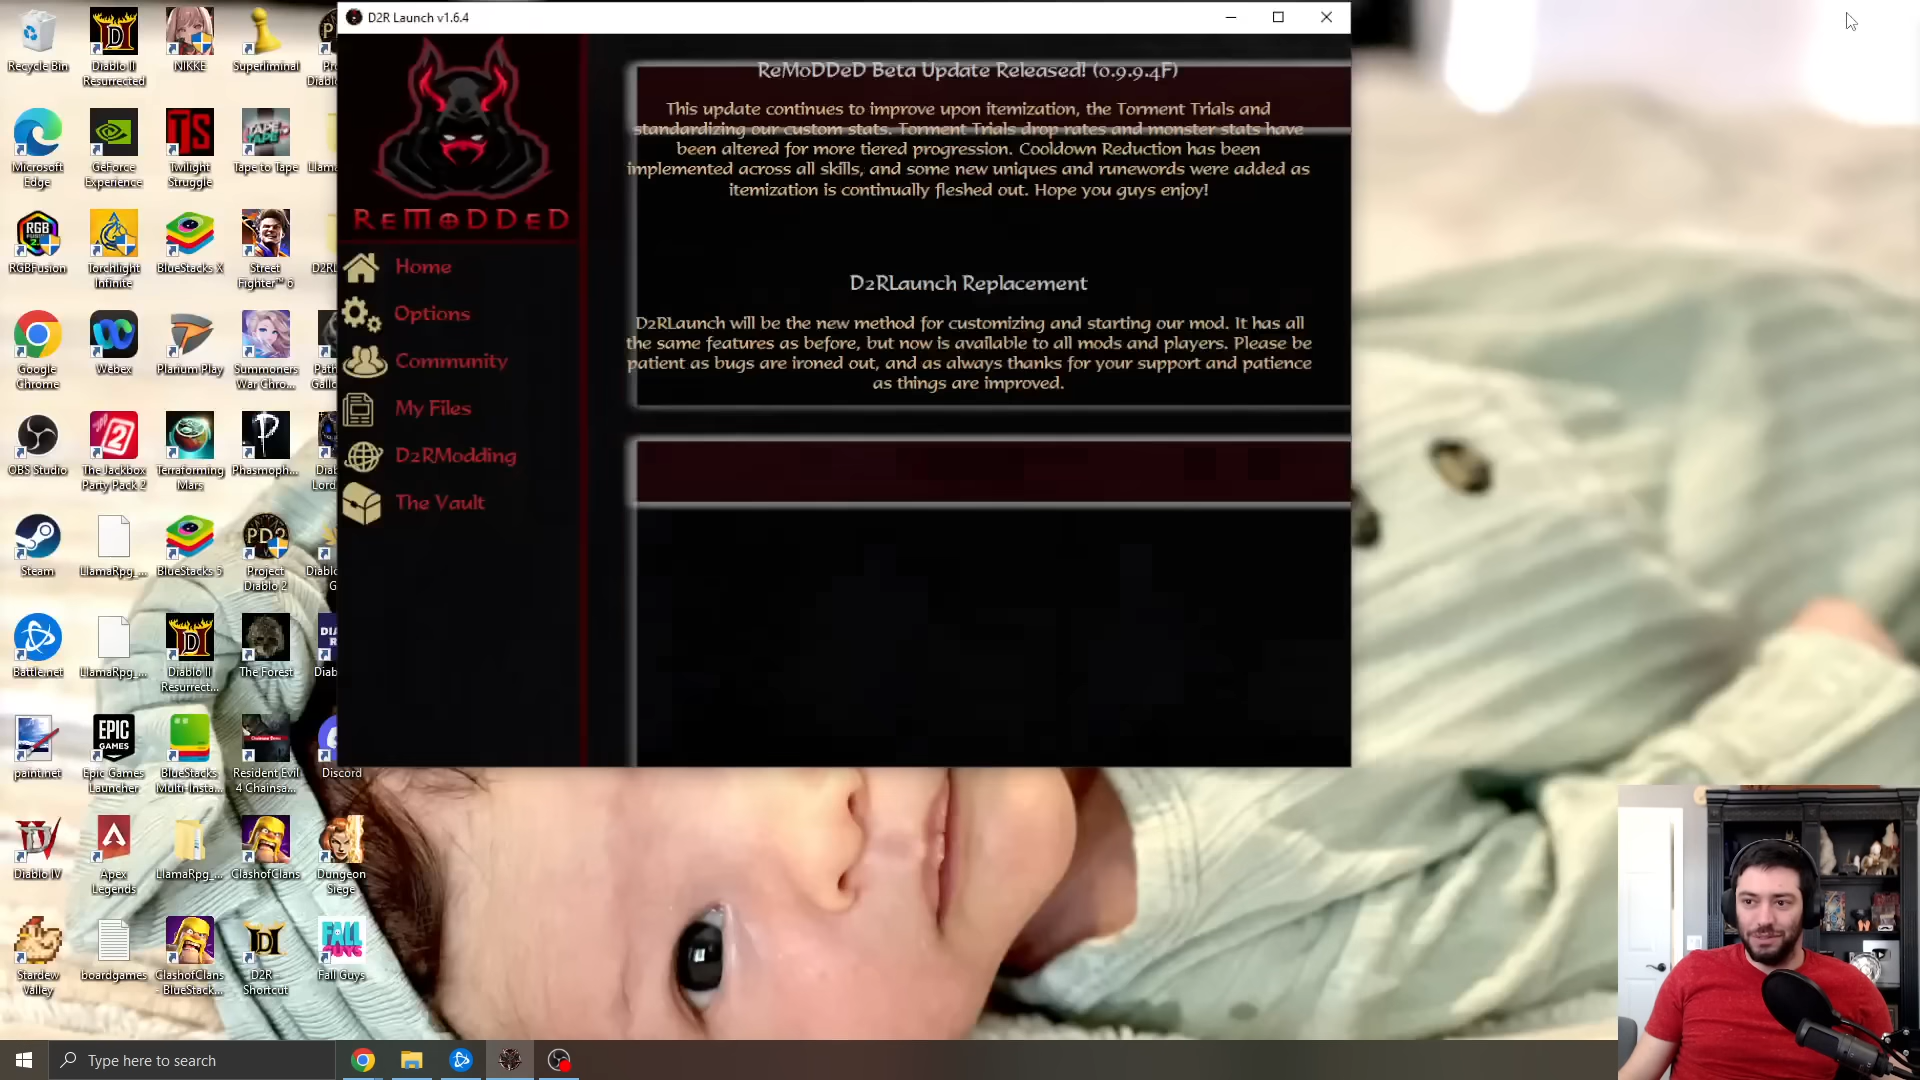 D2R Launch v1.6.4
ReMoDDeD
Home
Options
Community
My Files
D2RModding
The Vault
ReMoDDeD Beta Update Released! (0.9.9.4F)
This update continues to improve upon itemization, the Torment Trials and
standardizing our custom stats. Torment Trials drop rates and monster stats have
been altered for more tiered progression. Cooldown Reduction has been
implemented across all skills, and some new uniques and runewords were added as
itemization is continually fleshed out. Hope you guys enjoy!
D2RLaunch Replacement
D2RLaunch will be the new method for customizing and starting our mod. It has all
the same features as before, but now is available to all mods and players. Please be
patient as bugs are ironed out, and as always thanks for your support and patience
as things are improved.
Recycle Bin
Diablo II
Resurrected
NIKKE
Superliminal
Microsoft
Edge
GeForce
Experience
Twilight
Struggle
Tape to Tape
RGBFusion
Torchlight
Infinite
BlueStacks X
Street
Fighter™ 6
Google
Chrome
Webex
Plarium Play
Summoners
War Chro...
OBS Studio
The Jackbox
Party Pack 2
Terraforming
Mars
Phasmoph...
Steam
LlamaRpg_...
BlueStacks 5
Project
Diablo 2
Battle.net
LlamaRpg_...
Diablo II
Resurrect...
The Forest
paint.net
Epic Games
Launcher
BlueStacks
Multi-Insta...
Resident Evil
4 Chainsa...
Discord
Diablo IV
Apex
Legends
LlamaRpg_...
ClashofClans
Dungeon
Siege
Stardew
Valley
boardgames
ClashofClans
- BlueStack...
D2R -
Shortcut
Fall Guys
Type here to search